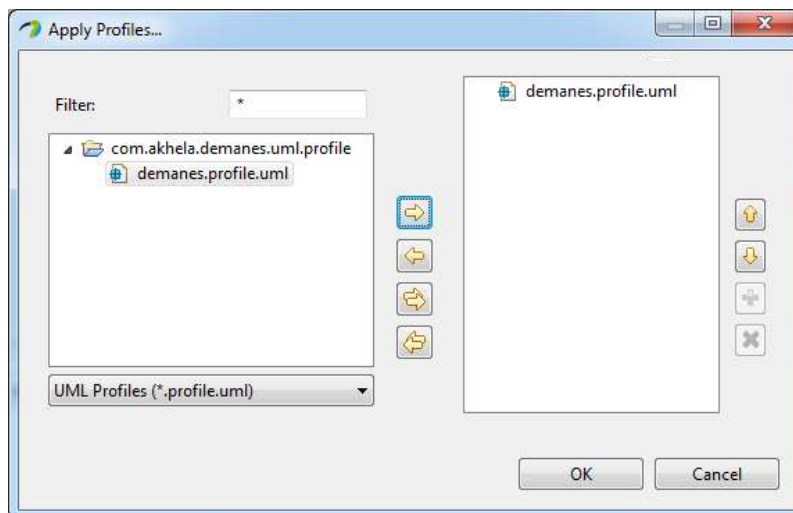 Apply Profiles...
Filter:
*
com.akhela.demanes.uml.profile
demanes.profile.uml
UML Profiles (*.profile.uml)
demanes.profile.uml
OK
Cancel